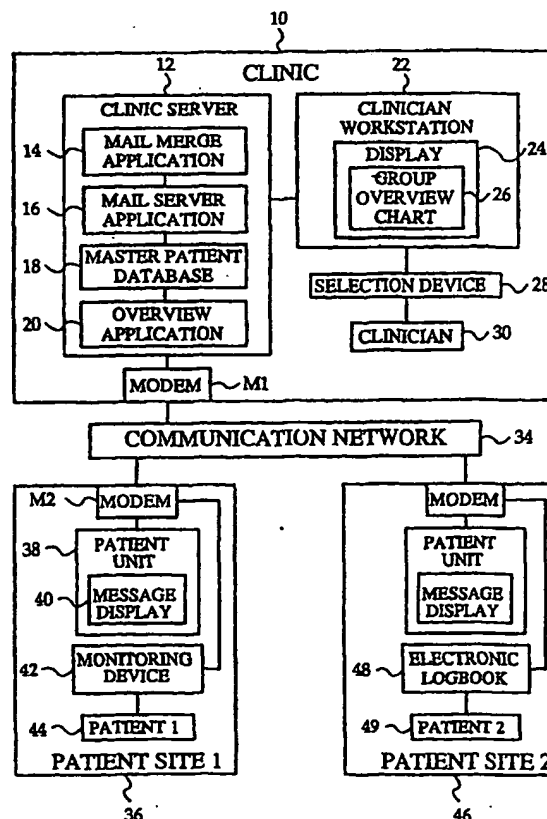 10
CLINIC
12
22
CLINIC SERVER
14
MAIL MERGE
APPLICATION
16
MAIL SERVER
APPLICATION
18
MASTER PATIENT
DATABASE
20
OVERVIEW
APPLICATION
CLINICIAN
WORKSTATION
DISPLAY
24
GROUP
OVERVIEW
CHART
26
SELECTION DEVICE
28
CLINICIAN
30
MODEM
M1
COMMUNICATION NETWORK
34
M2
MODEM
38
PATIENT
UNIT
40
MESSAGE
DISPLAY
42
MONITORING
DEVICE
44
PATIENT 1
PATIENT SITE 1
36
MODEM
PATIENT
UNIT
MESSAGE
DISPLAY
48
ELECTRONIC
LOGBOOK
49
PATIENT 2
PATIENT SITE 2
46